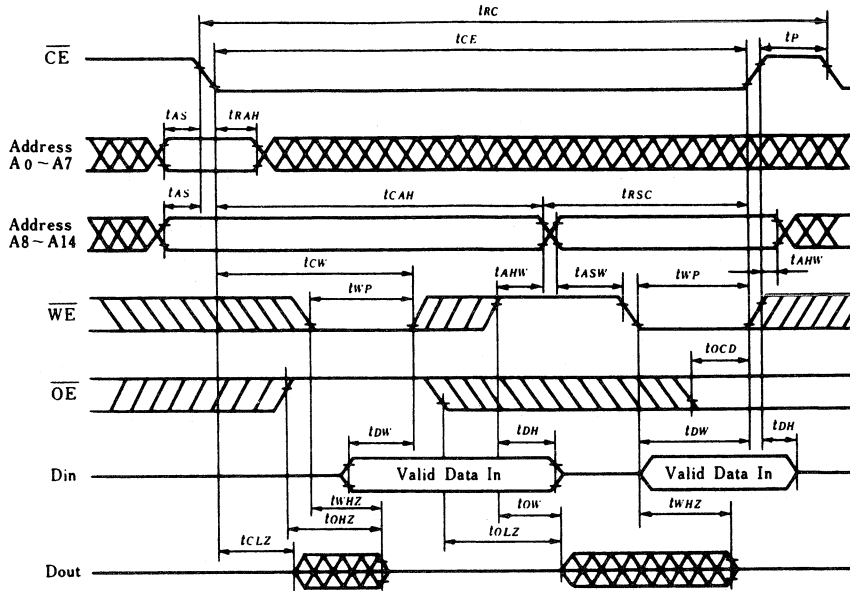 tRC
tCE
tP
CE
tAS
tRAH
Address
A0~A7
tAS
tCAH
tRSC
Address
A8~A14
tCW
tAHW
tASW
tWP
tAHW
tWP
WE
tOCD
OE
tDW
tDH
tDW
tDH
Din
Valid Data In
Valid Data In
tWHZ
tOW
tWHZ
tOHZ
tOLZ
tCLZ
Dout